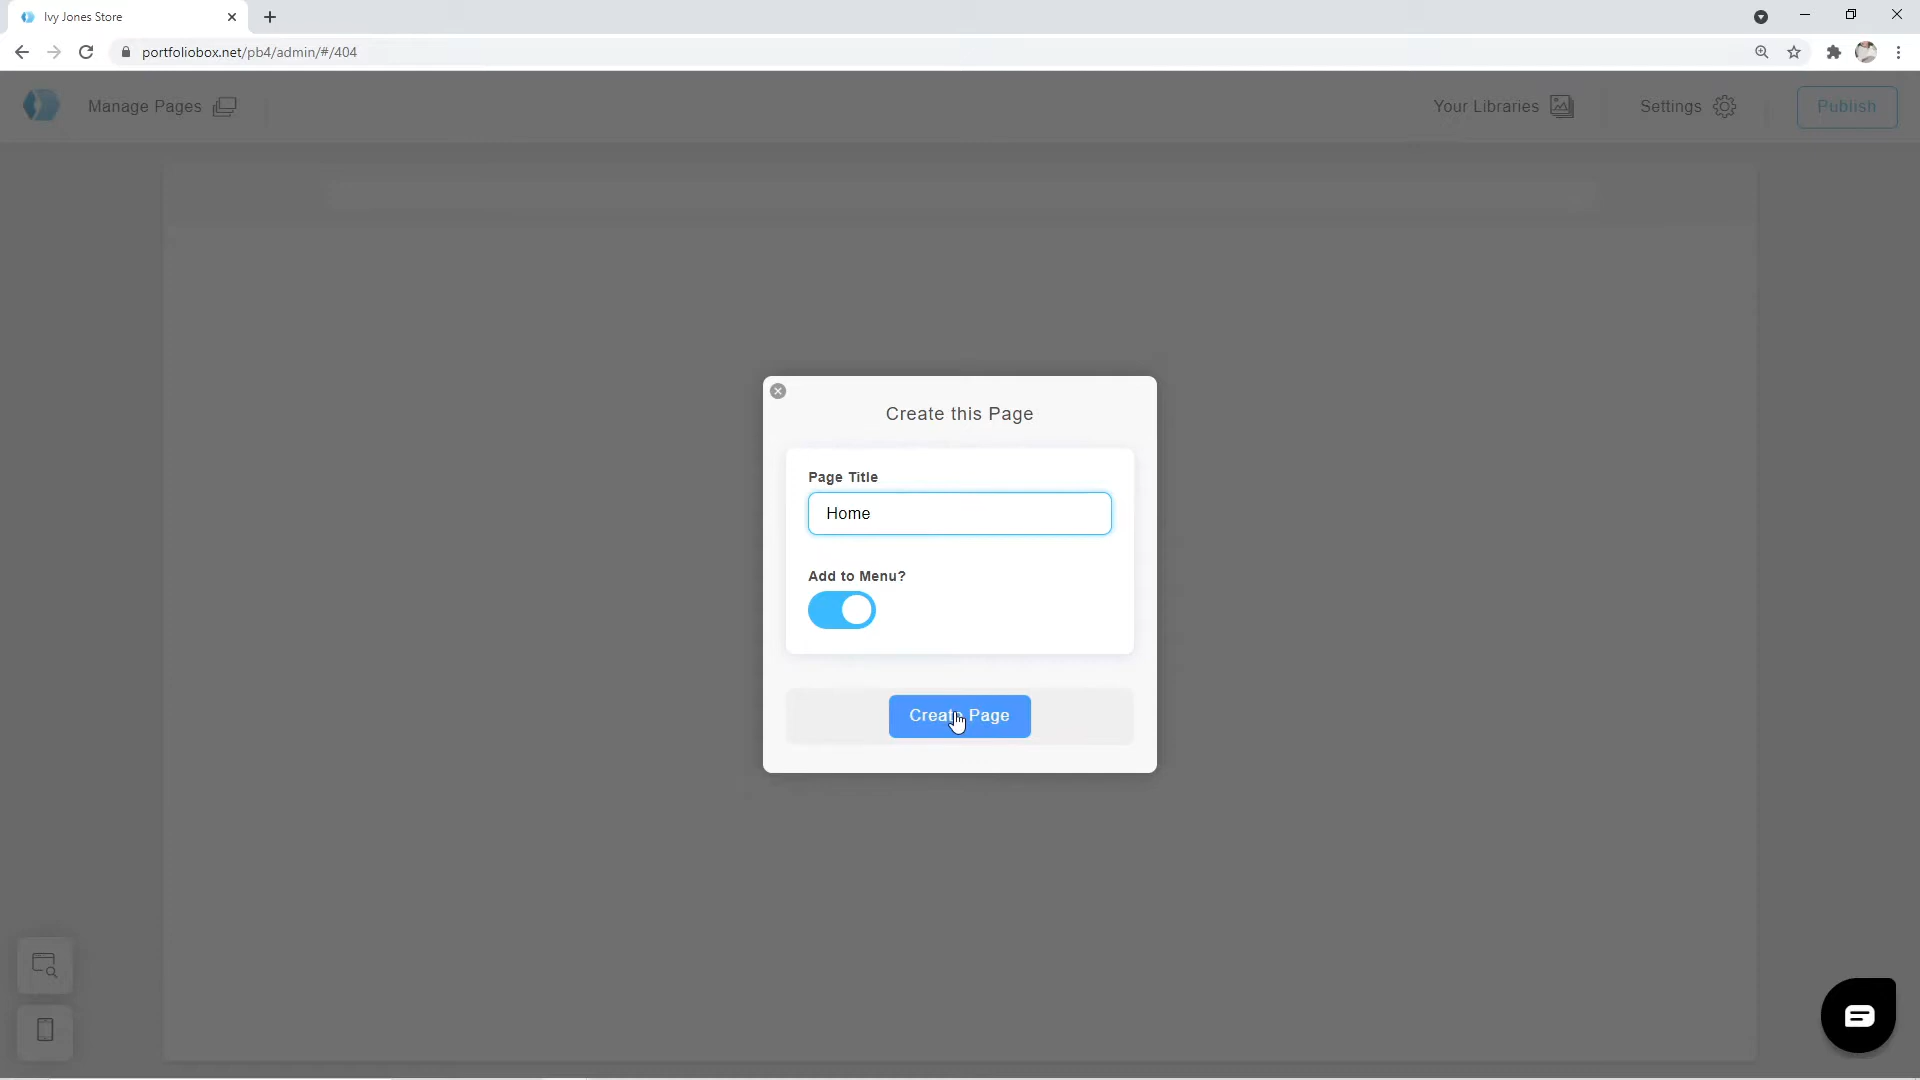 Ivy Jones Store
portfoliobox.net/pb4/admin/#/404
Manage Pages
Your Libraries
Settings
Publish
Create this Page
Page Title
Home
Add to Menu?
Create Page